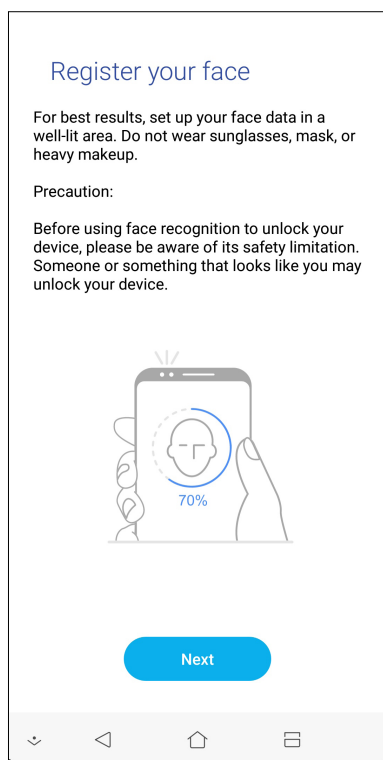 Register your face
For best results, set up your face data in a
well-lit area. Do not wear sunglasses, mask, or
heavy makeup.
Precaution:
Before using face recognition to unlock your
device, please be aware of its safety limitation.
Someone or something that looks like you may
unlock your device.
70%
Next